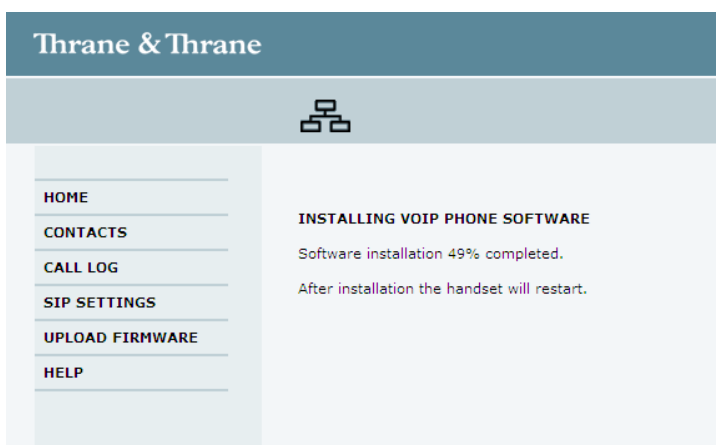 Thrane & Thrane
HOME
CONTACTS
CALL LOG
SIP SETTINGS
UPLOAD FIRMWARE
HELP
INSTALLING VOIP PHONE SOFTWARE
Software installation 49% completed.
After installation the handset will restart.